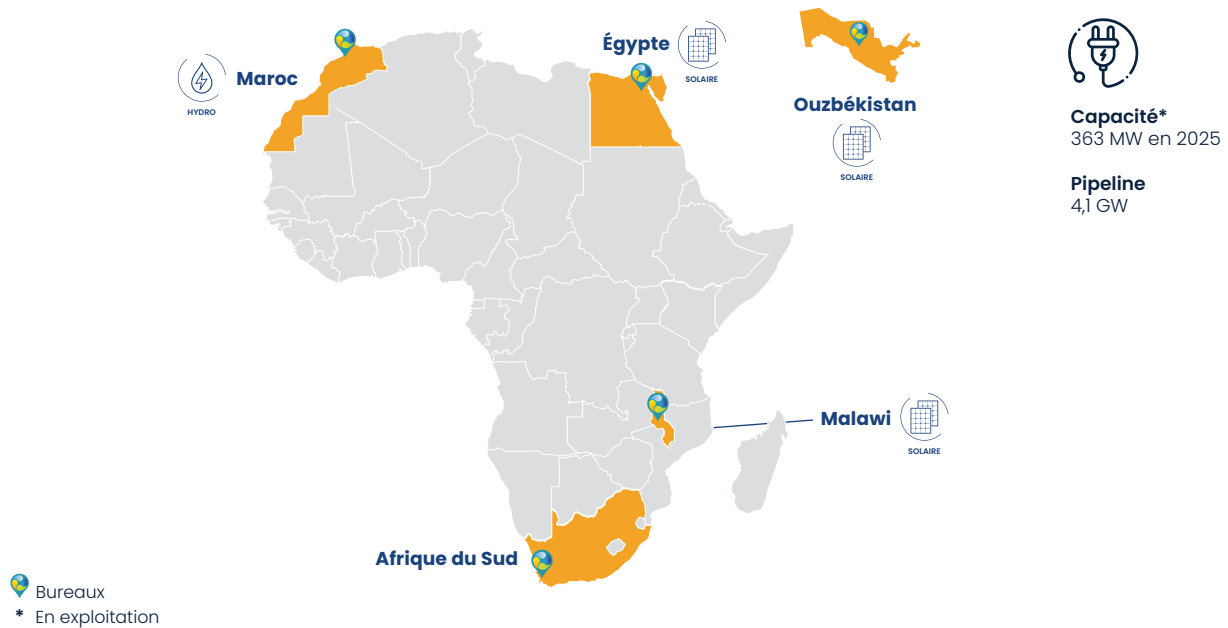 Maroc
HYDRO
Égypte
SOLAIRE
Ouzbékistan
SOLAIRE
Capacité*
363 MW en 2025
Pipeline
4,1 GW
Malawi
SOLAIRE
Afrique du Sud
Bureaux
* En exploitation